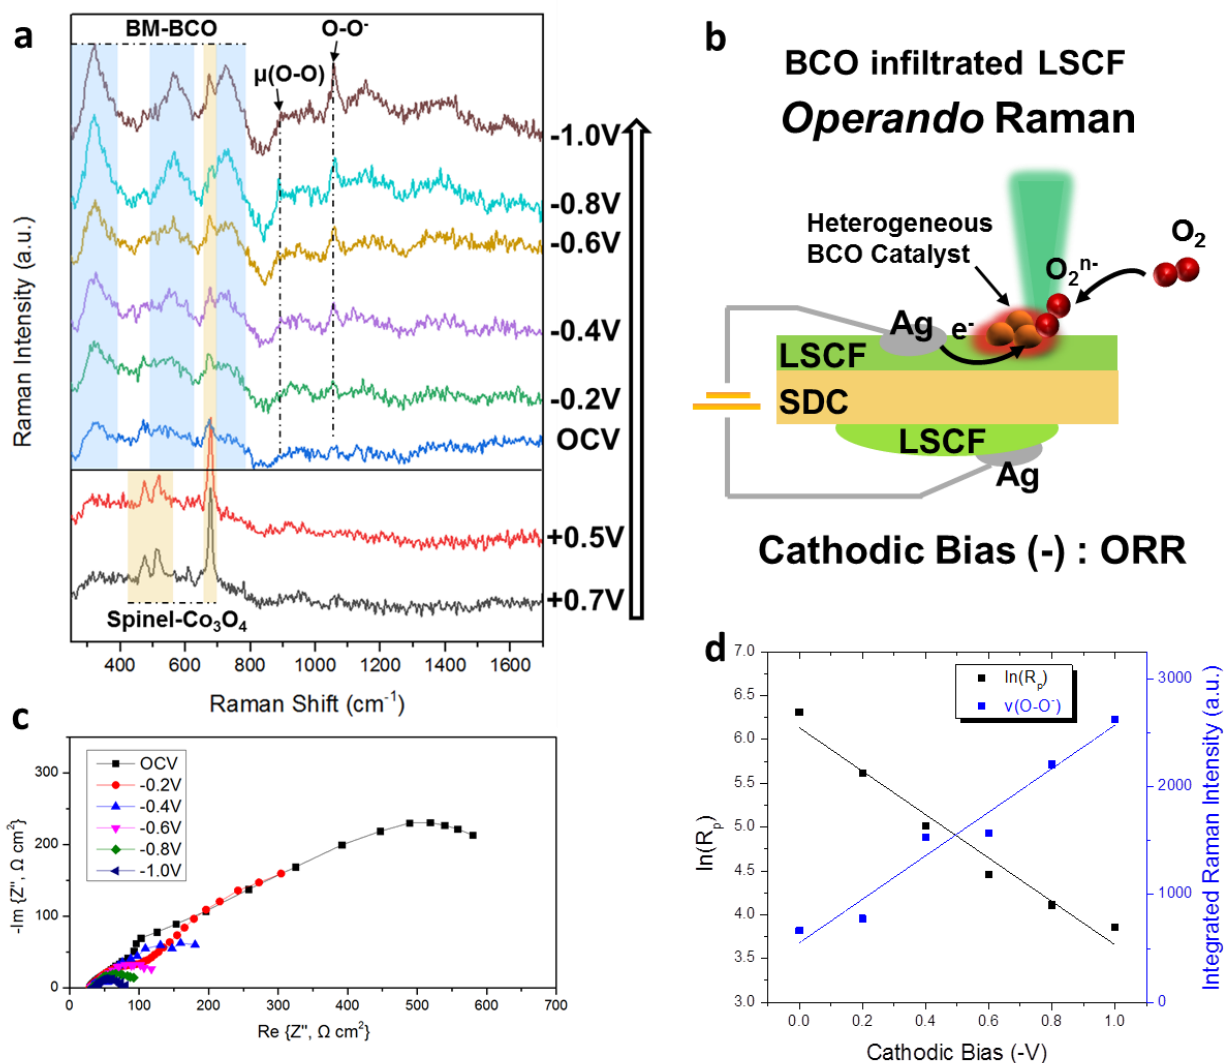 a
BM-BCO
O-O⁻
μ(O-O)
-1.0V
-0.8V
-0.6V
-0.4V
-0.2V
OCV
+0.5V
+0.7V
Spinel-Co₃O₄
Raman Intensity (a.u.)
400 600 800 1000 1200 1400 1600
Raman Shift (cm⁻¹)
b
BCO infiltrated LSCF
Operando Raman
Heterogeneous
BCO Catalyst
O₂
O₂ⁿ⁻
Ag
e⁻
LSCF
SDC
LSCF
Ag
Cathodic Bias (-) : ORR
c
OCV
-0.2V
-0.4V
-0.6V
-0.8V
-1.0V
300
200
100
0
-Im {Z", Ω cm²}
0 100 200 300 400 500 600 700
Re {Z", Ω cm²}
d
ln(Rₚ)
v(O-O⁻)
7.0
6.5
6.0
5.5
5.0
4.5
4.0
3.5
3.0
ln(Rₚ)
3000
2000
1000
0
Integrated Raman Intensity (a.u.)
0.0 0.2 0.4 0.6 0.8 1.0
Cathodic Bias (-V)